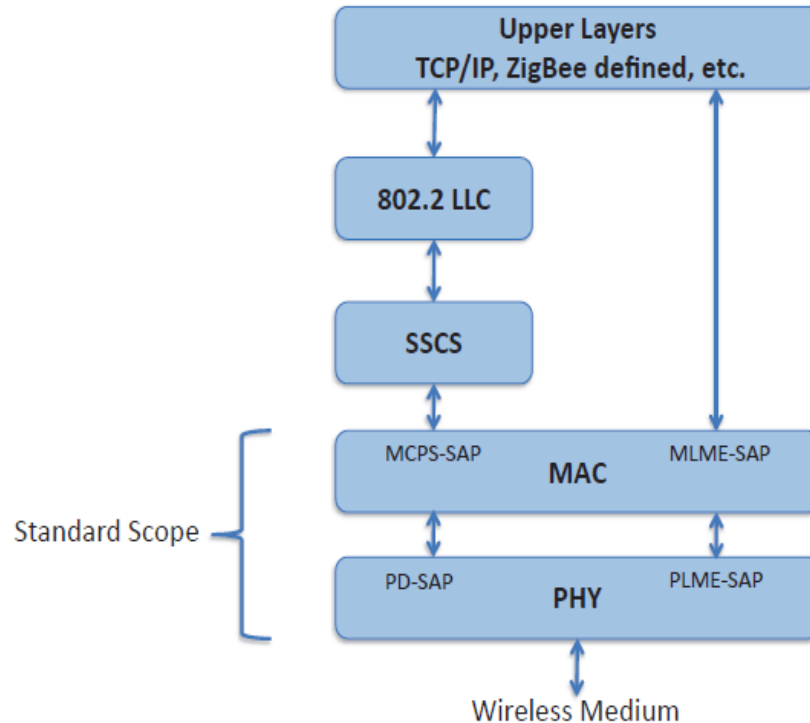 Upper Layers
TCP/IP, ZigBee defined, etc.
802.2 LLC
SSCS
MCPS-SAP
MLME-SAP
MAC
Standard Scope
PD-SAP
PLME-SAP
PHY
Wireless Medium